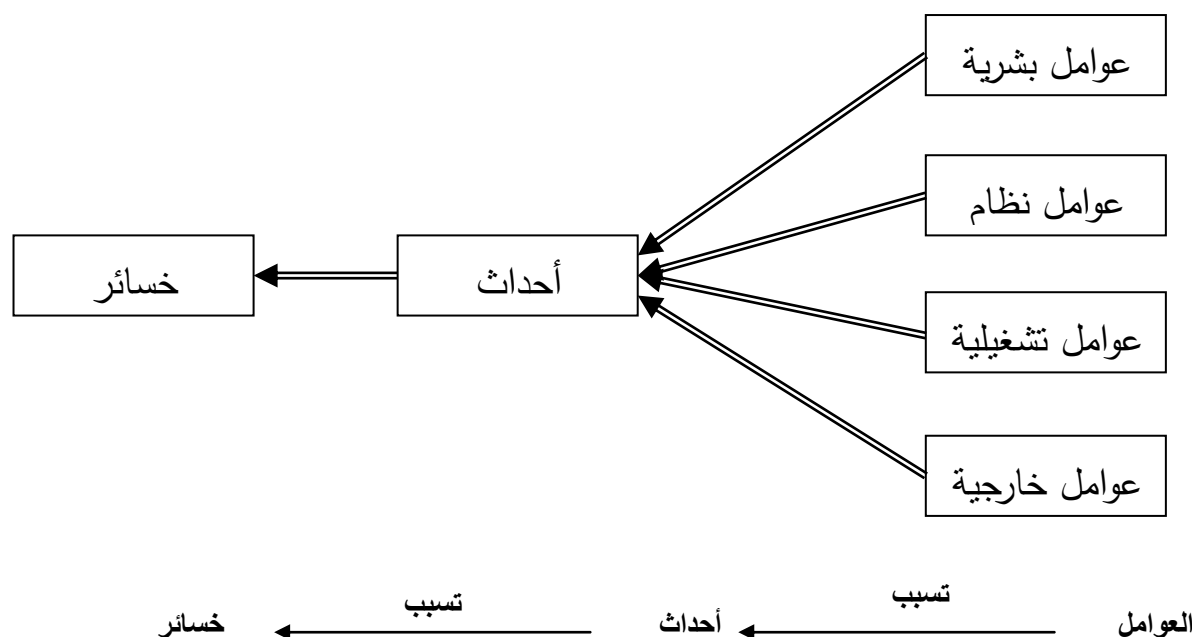 عوامل بشرية
عوامل نظام
عوامل تشغيلية
عوامل خارجية
أحداث
خسائر
العوامل تسبب أحداث تسبب خسائر